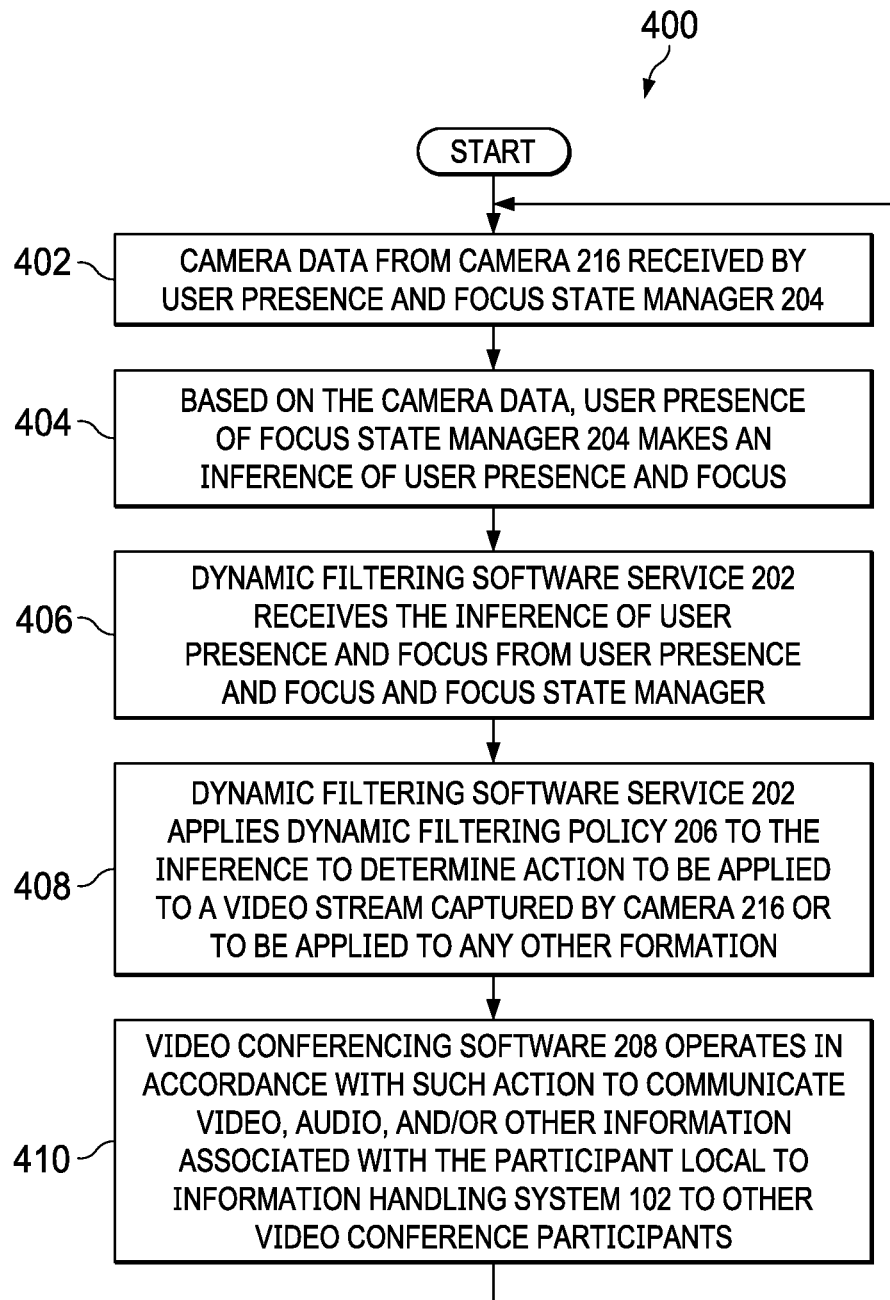 400
START
402
CAMERA DATA FROM CAMERA 216 RECEIVED BY
USER PRESENCE AND FOCUS STATE MANAGER 204
404
BASED ON THE CAMERA DATA, USER PRESENCE
OF FOCUS STATE MANAGER 204 MAKES AN
INFERENCE OF USER PRESENCE AND FOCUS
406
DYNAMIC FILTERING SOFTWARE SERVICE 202
RECEIVES THE INFERENCE OF USER
PRESENCE AND FOCUS FROM USER PRESENCE
AND FOCUS AND FOCUS STATE MANAGER
408
DYNAMIC FILTERING SOFTWARE SERVICE 202
APPLIES DYNAMIC FILTERING POLICY 206 TO THE
INFERENCE TO DETERMINE ACTION TO BE APPLIED
TO A VIDEO STREAM CAPTURED BY CAMERA 216 OR
TO BE APPLIED TO ANY OTHER FORMATION
410
VIDEO CONFERENCING SOFTWARE 208 OPERATES IN
ACCORDANCE WITH SUCH ACTION TO COMMUNICATE
VIDEO, AUDIO, AND/OR OTHER INFORMATION
ASSOCIATED WITH THE PARTICIPANT LOCAL TO
INFORMATION HANDLING SYSTEM 102 TO OTHER
VIDEO CONFERENCE PARTICIPANTS